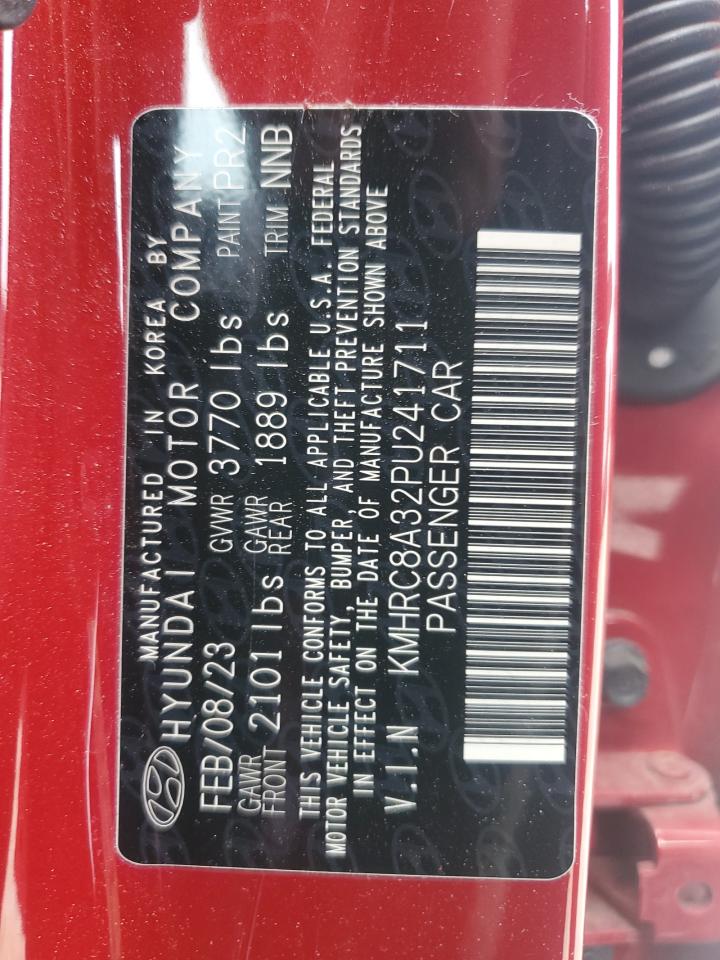 MANUFACTURED IN KOREA BY
HYUNDAI MOTOR COMPANY
FEB/08/23 GVWR 3770 lbs PAINT PR2
GAWR FRONT 2101 lbs GAWR REAR 1889 lbs TRIM NNB
THIS VEHICLE CONFORMS TO ALL APPLICABLE U.S.A. FEDERAL
MOTOR VEHICLE SAFETY, BUMPER, AND THEFT PREVENTION STANDARDS
IN EFFECT ON THE DATE OF MANUFACTURE SHOWN ABOVE
V.I.N KMHRC8A32PU241711
PASSENGER CAR